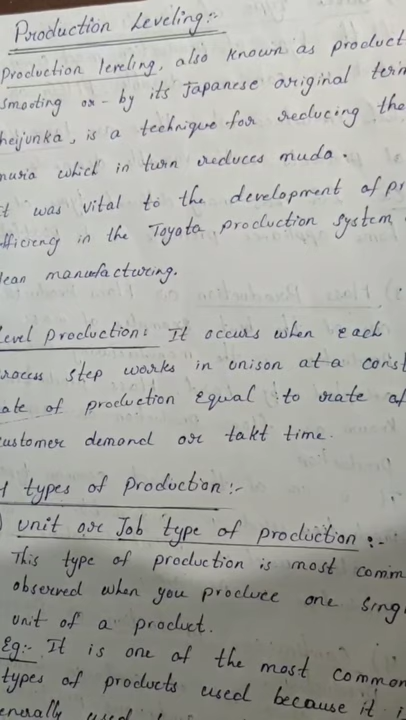 Production Leveling:-
Production leveling, also known as product
smooting or - by its Japanese original term
heijunka, is a technique for reducing the
mura which in turn reduces muda.
it was vital to the development of pr
efficiency in the Toyota production system
lean manufacturing.
Level production: It occurs when each
process step works in unison at a const
rate of production equal to rate of
customer demand or takt time.
4 types of production:-
) unit or Job type of production :-
This type of production is most comm
observed when you produce one sing
unit of a product.
Eg:- It is one of the most common
types of products used because it i
generally used